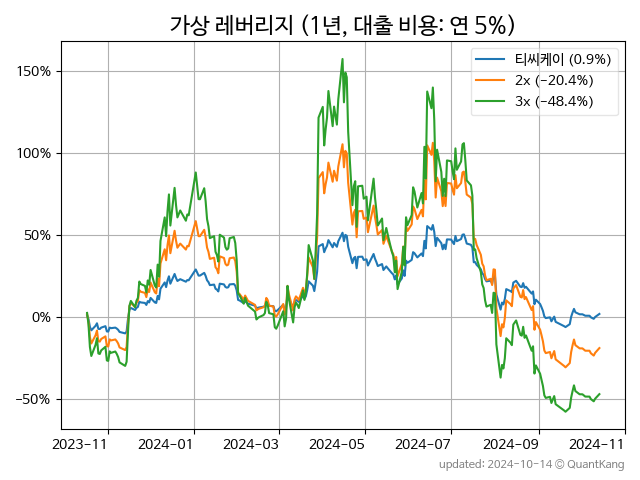 가상 레버리지 (1년, 대출 비용: 연 5%)
티씨케이 (0.9%)
2x (−20.4%)
3x (−48.4%)
150%
100%
50%
0%
−50%
2023-11 2024-01 2024-03 2024-05 2024-07 2024-09 2024-11
updated: 2024-10-14 © QuantKang